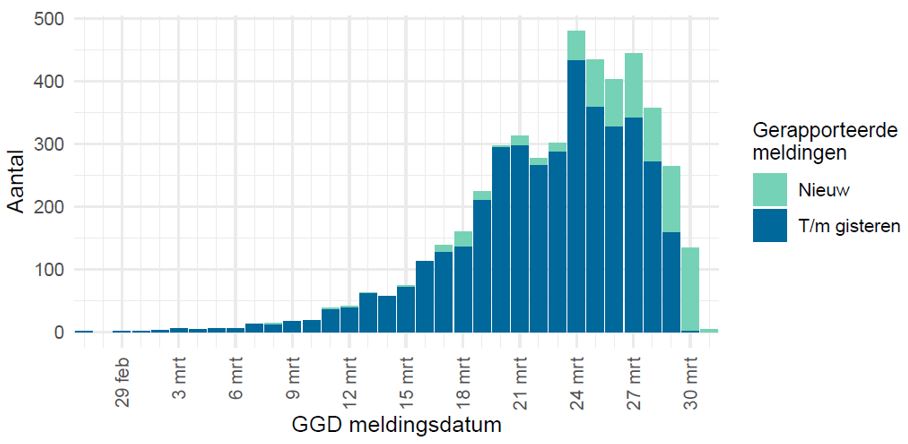 Aantal
500
400
300
200
100
0
29 feb
3 mrt
6 mrt
9 mrt
12 mrt
15 mrt
18 mrt
21 mrt
24 mrt
27 mrt
30 mrt
GGD meldingsdatum
Gerapporteerde
meldingen
Nieuw
T/m gisteren